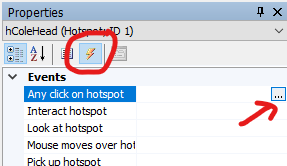 Properties
hColeHead (Hotspot; ID 1)
Events
Any click on hotspot
...
Interact hotspot
Look at hotspot
Mouse moves over hot
Pick up hotspot